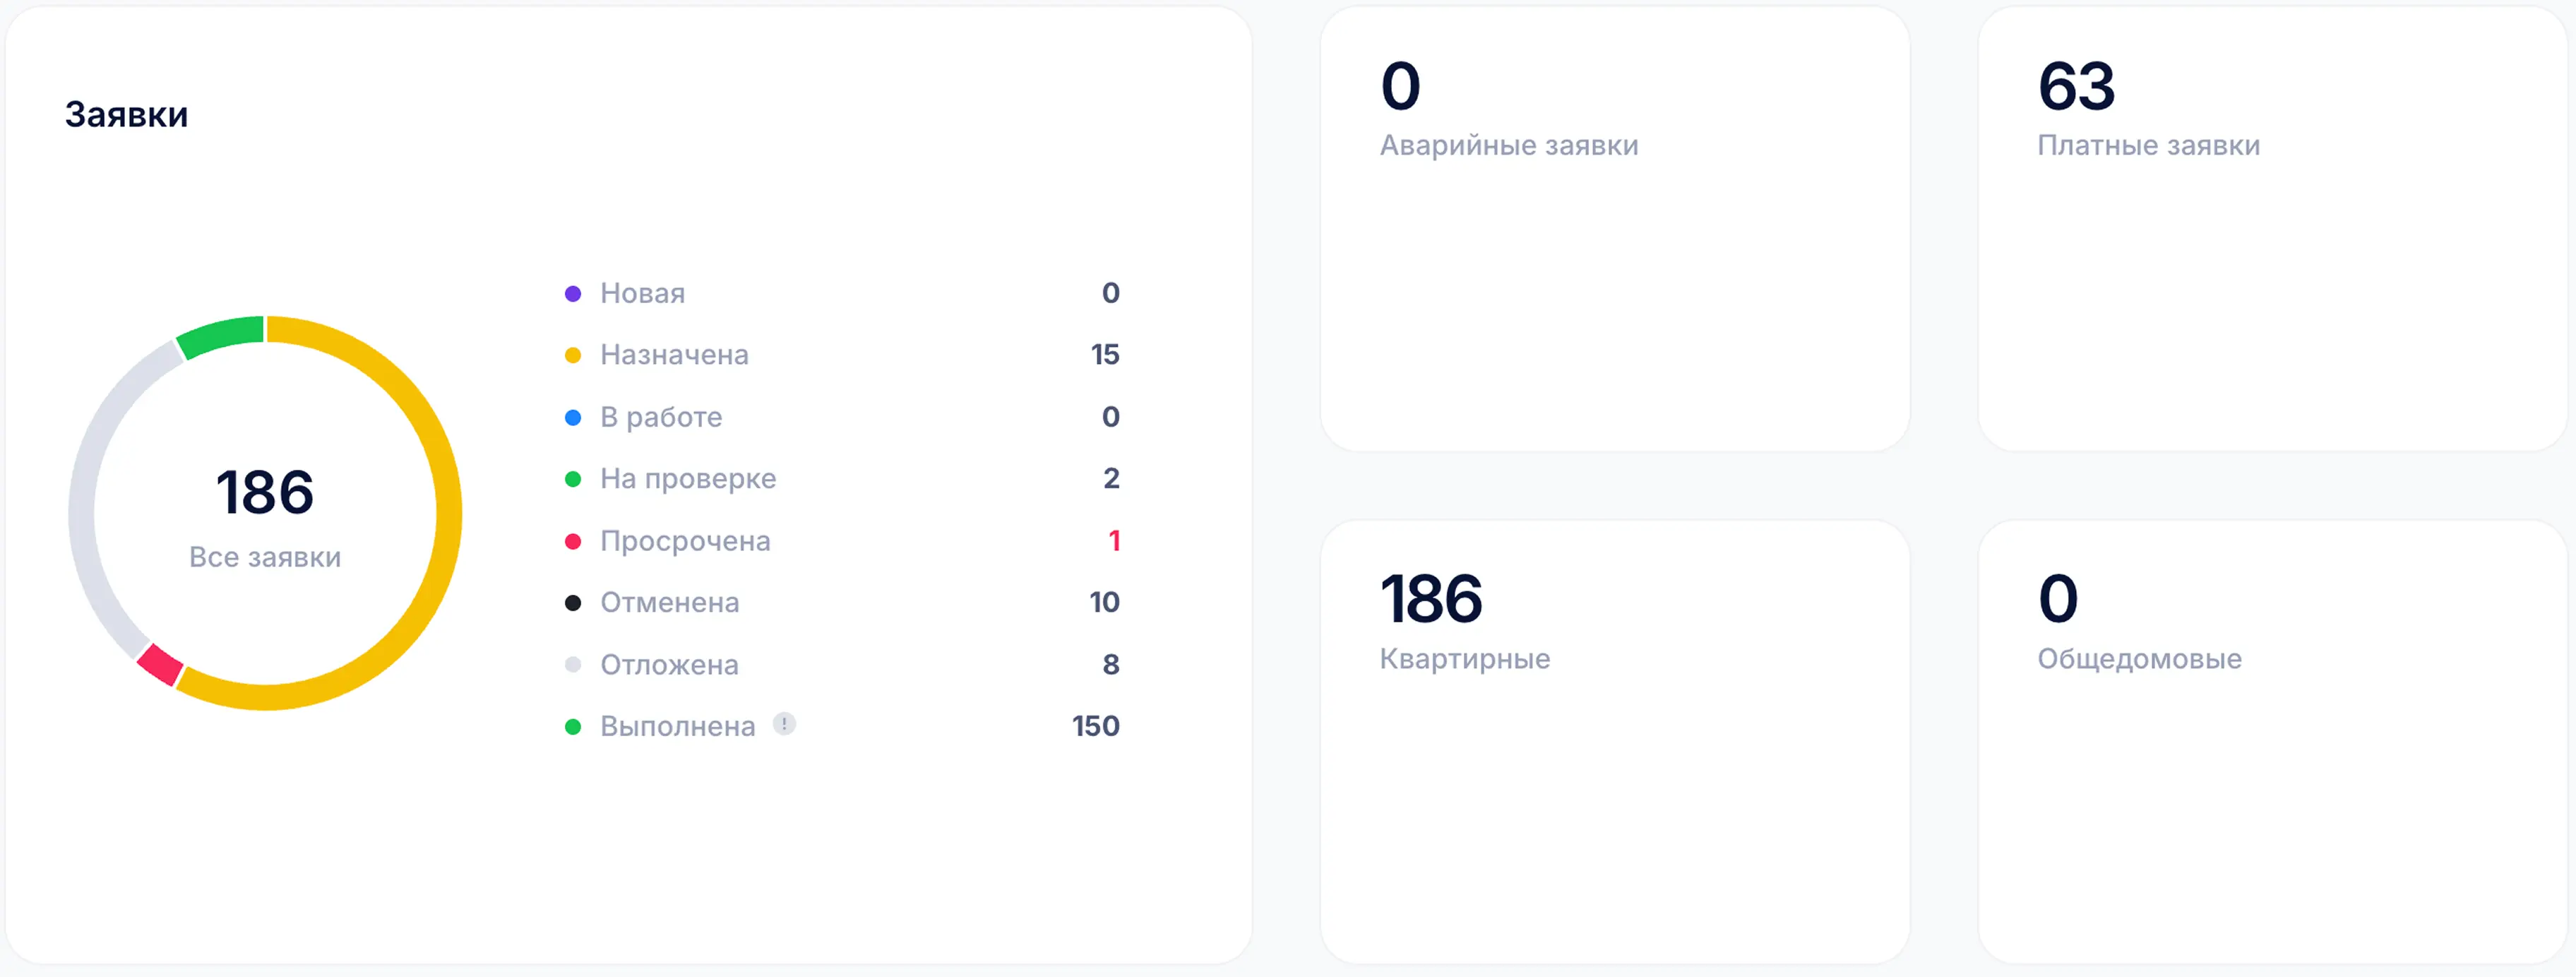 Заявки
186
Все заявки
Новая 0
Назначена 15
В работе 0
На проверке 2
Просрочена 1
Отменена 10
Отложена 8
Выполнена ! 150
0
Аварийные заявки
63
Платные заявки
186
Квартирные
0
Общедомовые